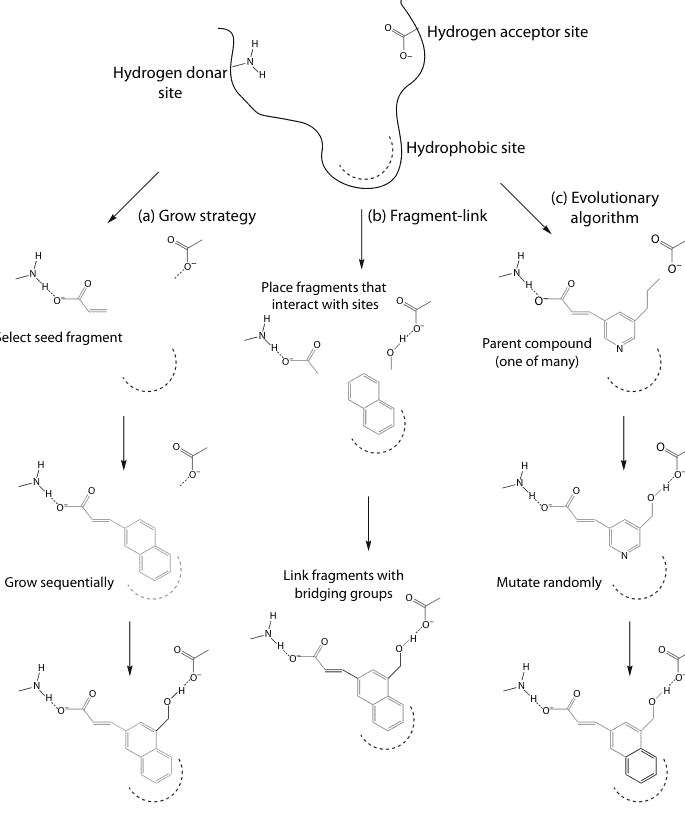 Hydrogen acceptor site
Hydrogen donar
site
Hydrophobic site
(a) Grow strategy
(b) Fragment-link
(c) Evolutionary
algorithm
H
N
H
O
O–
H
N
H
O–
O
O
O–
Select seed fragment
Place fragments that
interact with sites
H
N
H
O–
O
O
O–
H
O
H
N
H
O–
O
N
O
O–
Parent compound
(one of many)
H
N
H
O–
O
O
O–
Grow sequentially
Link fragments with
bridging groups
H
N
H
O–
O
O
H
O
O–
H
N
H
O–
O
N
O
H
O
O–
Mutate randomly
H
N
H
O–
O
O
H
O
O–
H
N
H
O–
O
O
H
O
O–